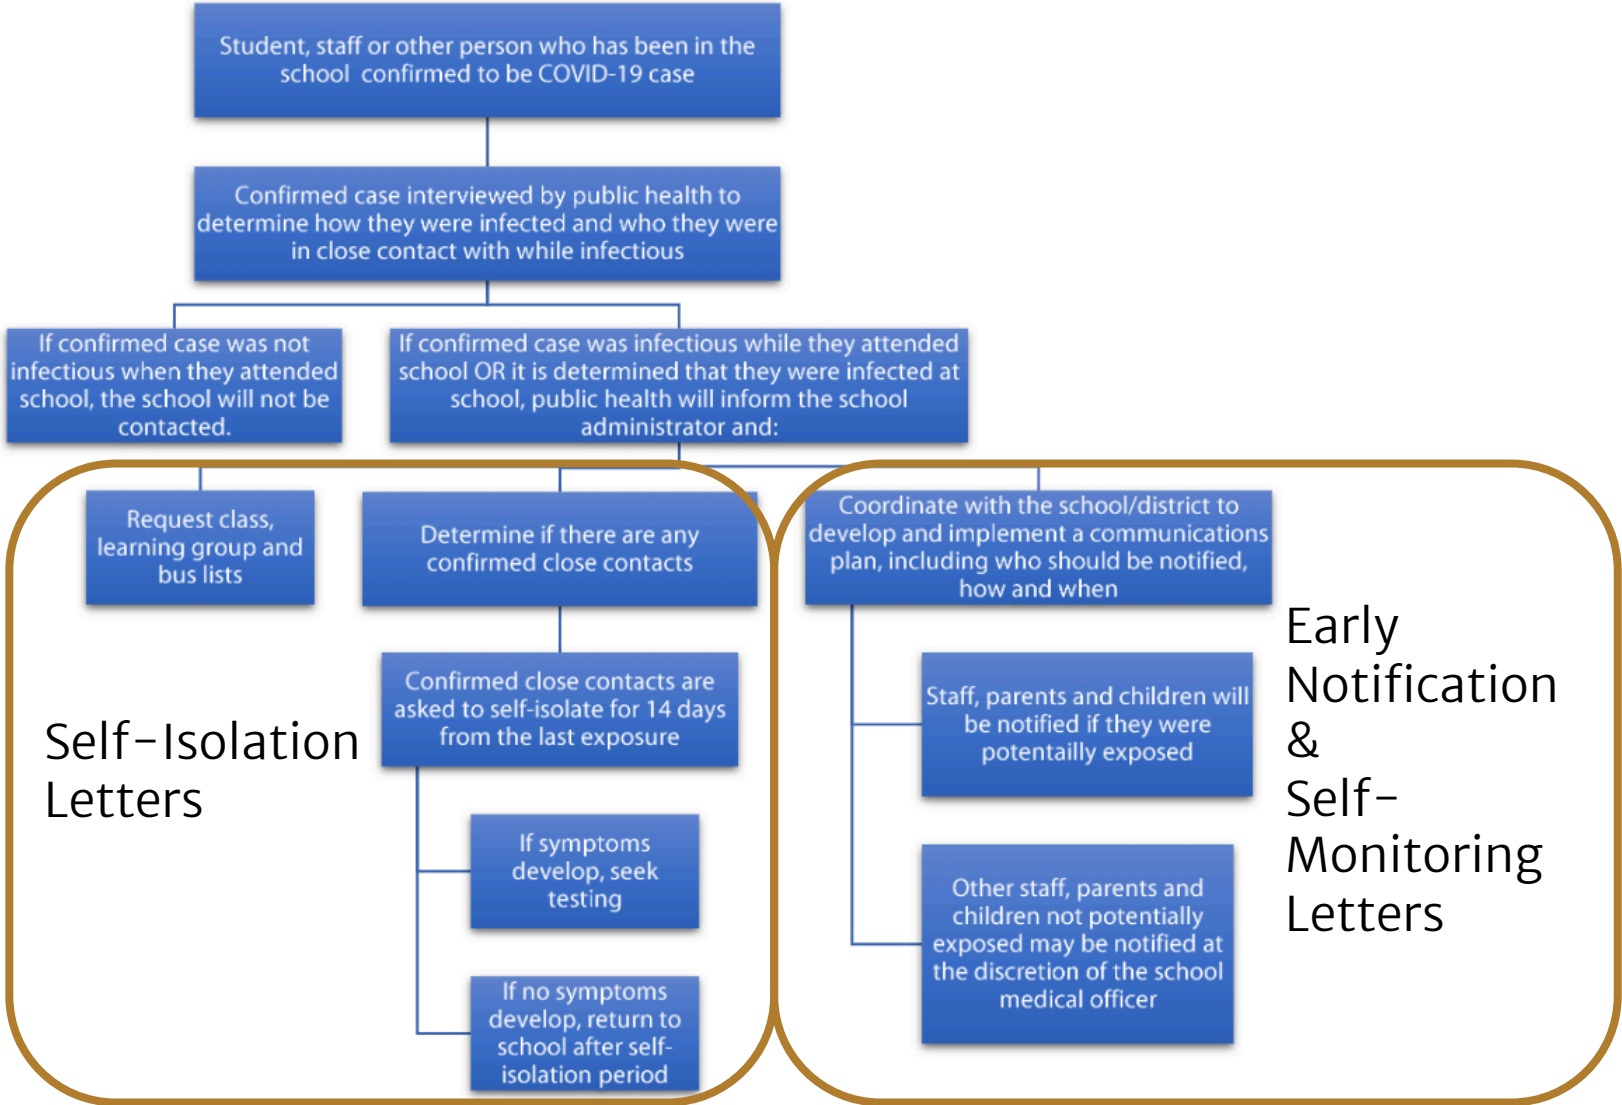 Student, staff or other person who has been in the
school confirmed to be COVID-19 case
Confirmed case interviewed by public health to
determine how they were infected and who they were
in close contact with while infectious
If confirmed case was not
infectious when they attended
school, the school will not be
contacted.
If confirmed case was infectious while they attended
school OR it is determined that they were infected at
school, public health will inform the school
administrator and:
Request class,
learning group and
bus lists
Determine if there are any
confirmed close contacts
Confirmed close contacts are
asked to self-isolate for 14 days
from the last exposure
If symptoms
develop, seek
testing
If no symptoms
develop, return to
school after self-
isolation period
Self-Isolation
Letters
Coordinate with the school/district to
develop and implement a communications
plan, including who should be notified,
how and when
Staff, parents and children will
be notified if they were
potentailly exposed
Other staff, parents and
children not potentially
exposed may be notified at
the discretion of the school
medical officer
Early
Notification
&
Self-
Monitoring
Letters